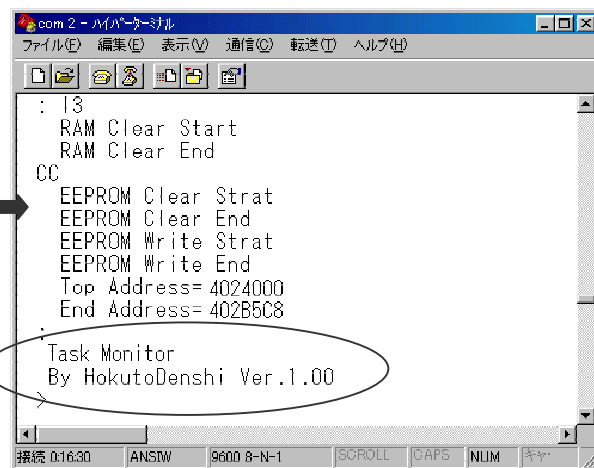 com 2 - ﾊｲﾊﾟｰﾀｰﾐﾅﾙ
ファイル(F) 編集(E) 表示(V) 通信(C) 転送(T) ヘルプ(H)
: I3
RAM Clear Start
RAM Clear End
CC
EEPROM Clear Strat
EEPROM Clear End
EEPROM Write Strat
EEPROM Write End
Top Address= 4024000
End Address= 402B5C8
:
Task Monitor
By HokutoDenshi Ver.1.00
>
接続 0:16:30 ANSIW 9600 8-N-1 SCROLL CAPS NUM ｷｬ